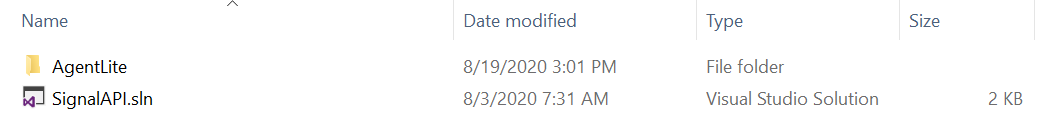 Name Date modified Type Size
AgentLite 8/19/2020 3:01 PM File folder
SignalAPI.sln 8/3/2020 7:31 AM Visual Studio Solution 2 KB